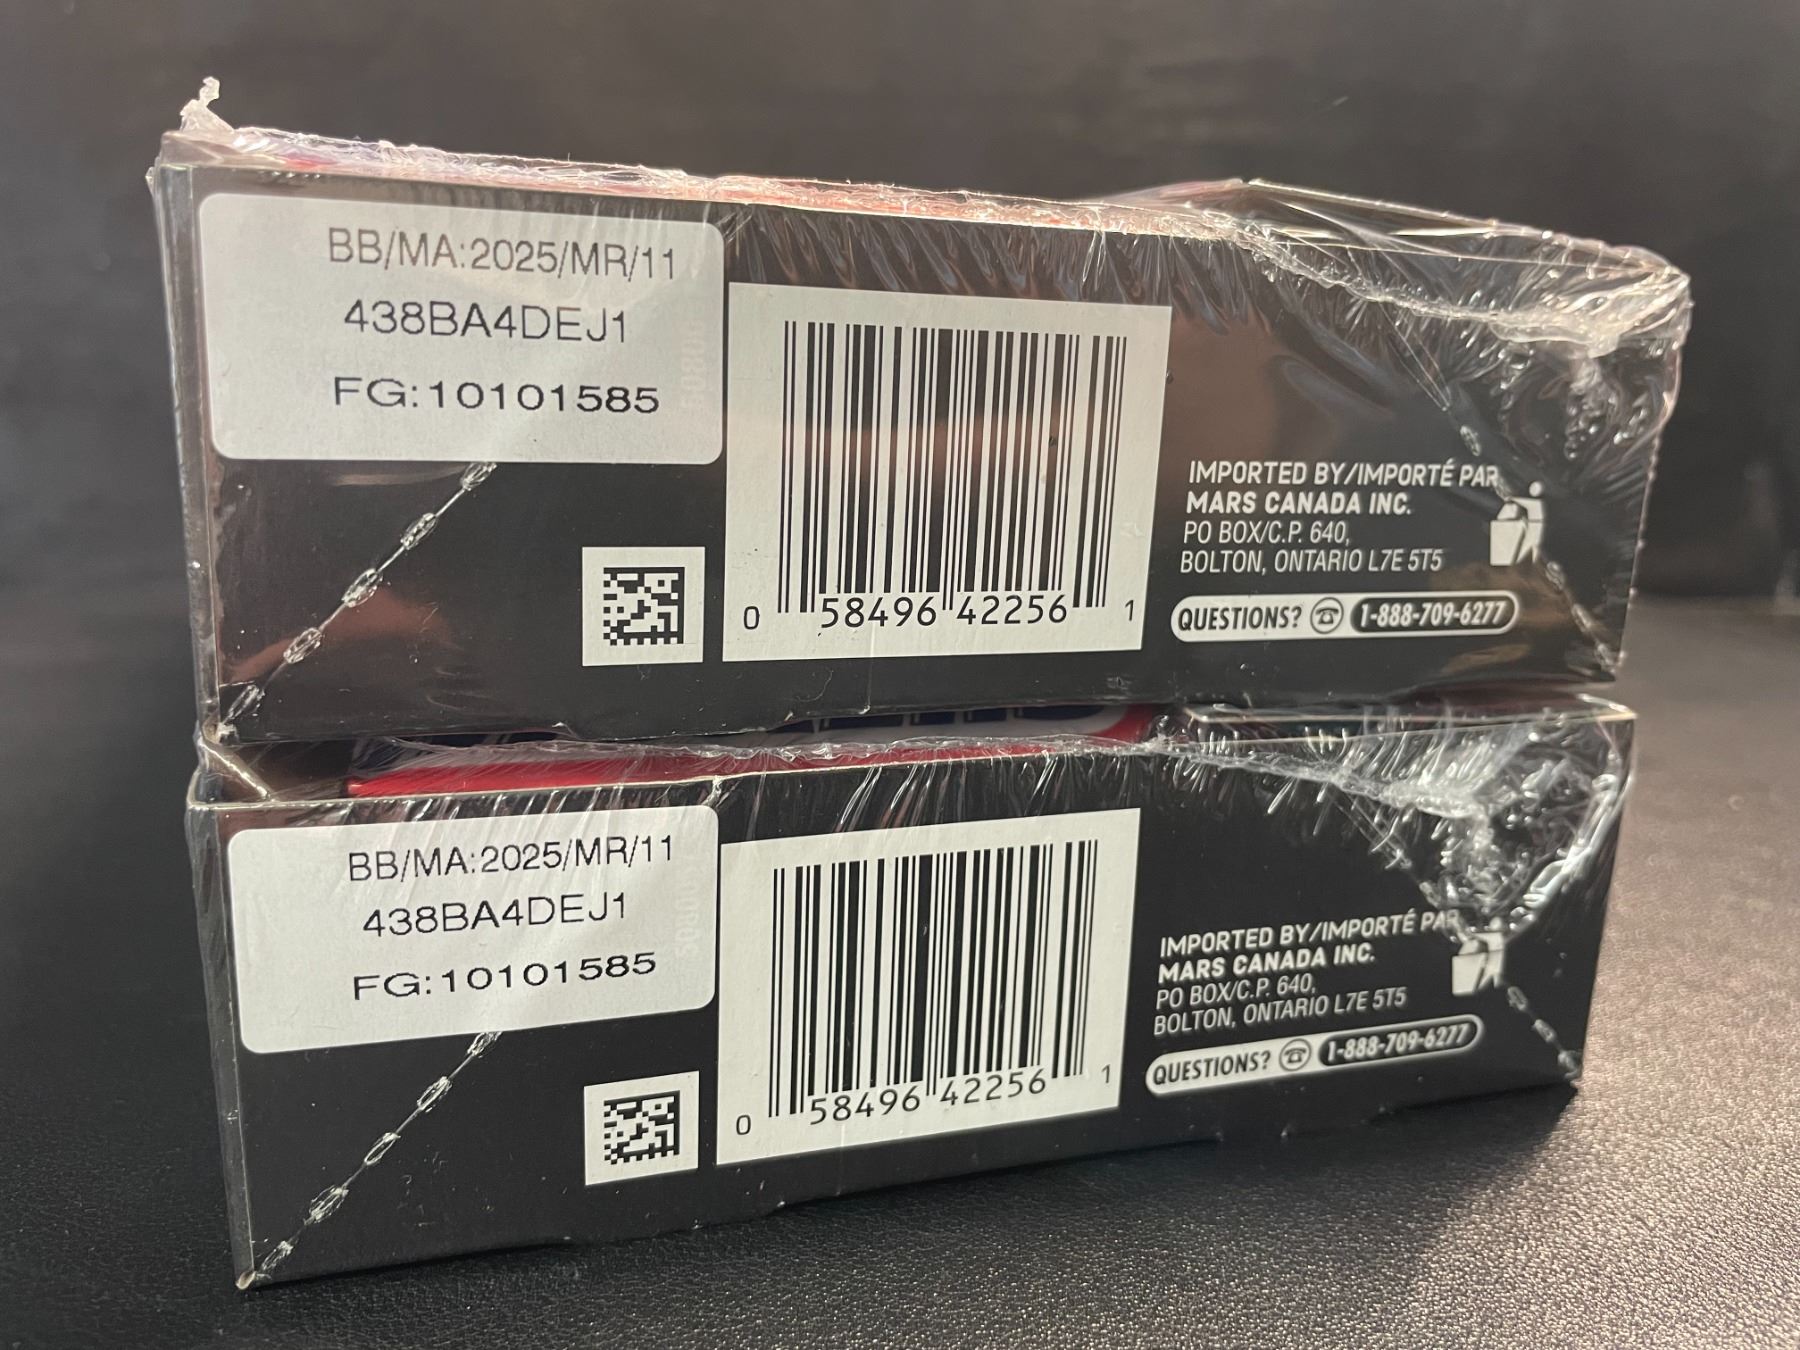 BB/MA:2025/MR/11
438BA4DEJ1
FG:10101585
0 58496 42256 1
IMPORTED BY/IMPORTÉ PAR
MARS CANADA INC.
PO BOX/C.P. 640,
BOLTON, ONTARIO L7E 5T5
QUESTIONS? 1-888-709-6277
BB/MA:2025/MR/11
438BA4DEJ1
FG:10101585
0 58496 42256 1
IMPORTED BY/IMPORTÉ PAR
MARS CANADA INC.
PO BOX/C.P. 640,
BOLTON, ONTARIO L7E 5T5
QUESTIONS? 1-888-709-6277